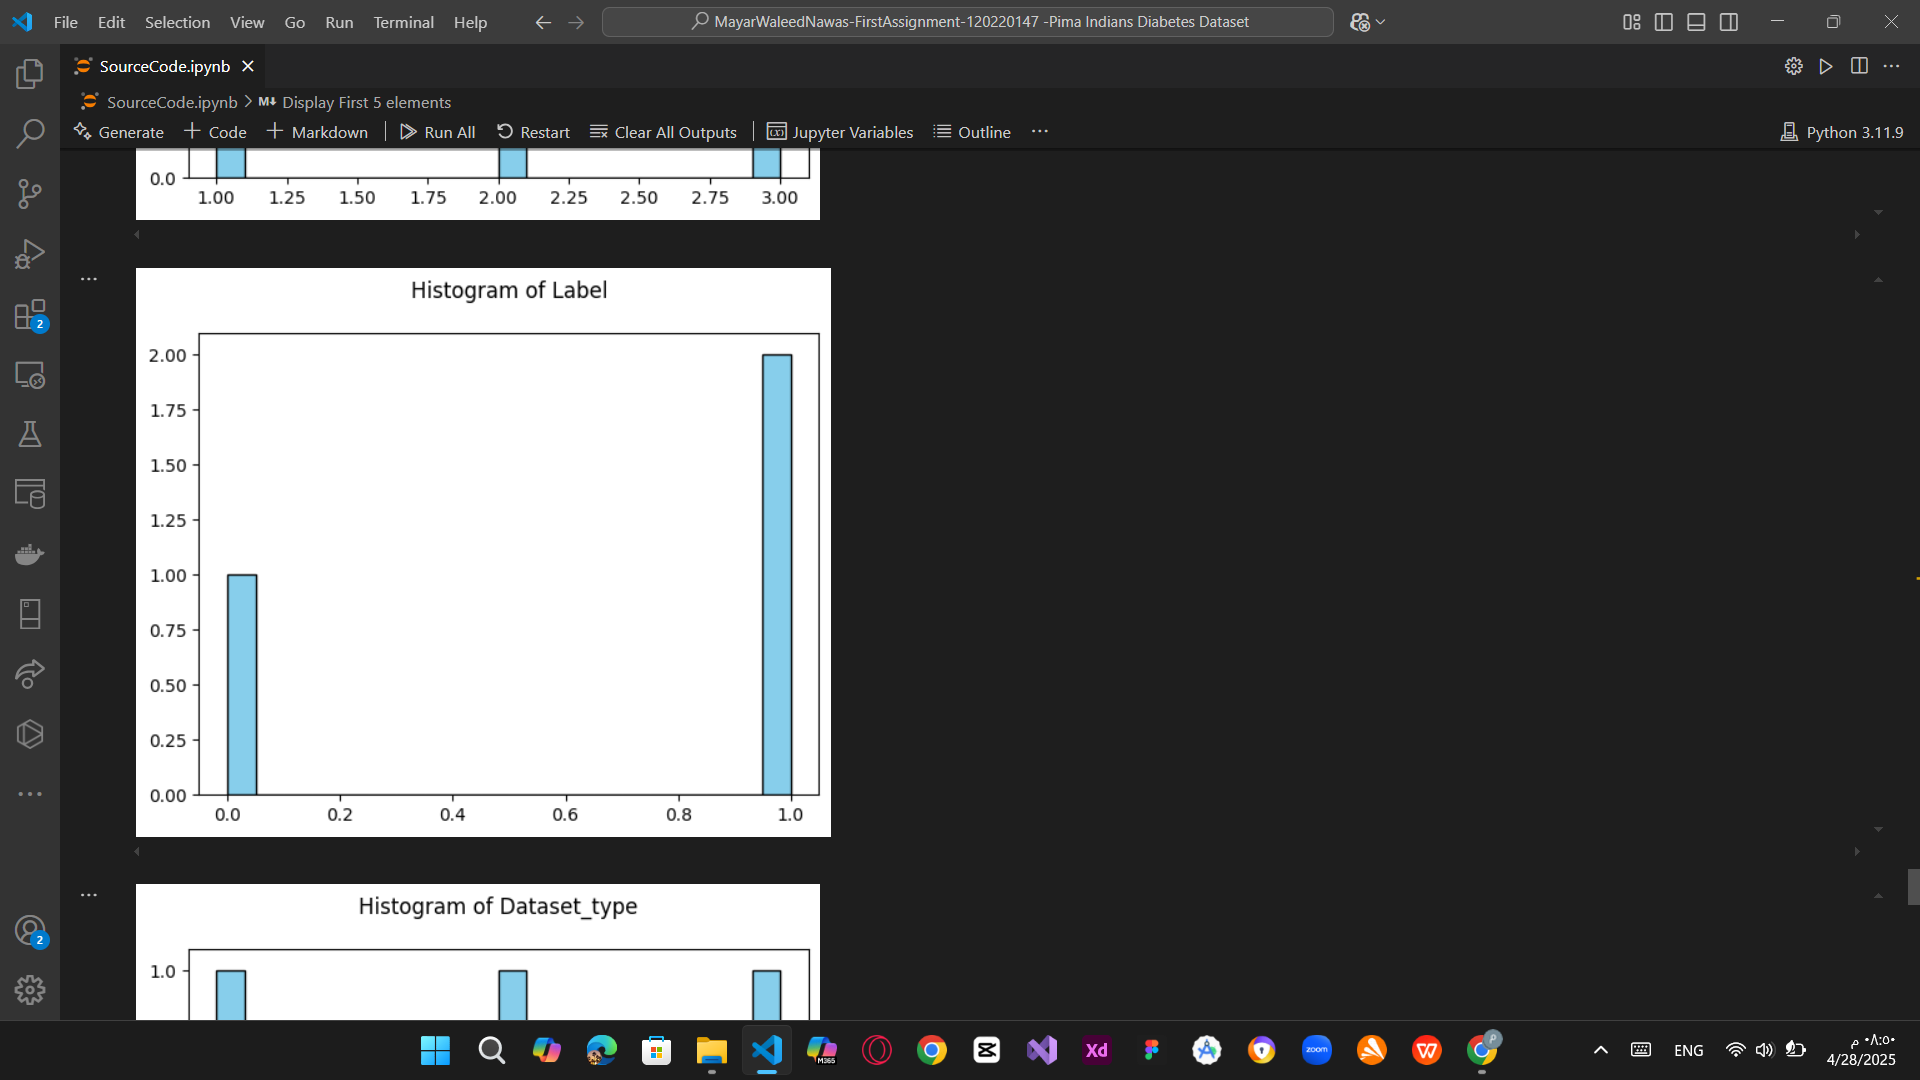 File Edit Selection View Go Run Terminal Help
MayarWaleedNawas-FirstAssignment-120220147 -Pima Indians Diabetes Dataset
SourceCode.ipynb
SourceCode.ipynb > M↓ Display First 5 elements
Generate + Code + Markdown Run All Restart Clear All Outputs Jupyter Variables Outline ...
Python 3.11.9
0.0
1.00 1.25 1.50 1.75 2.00 2.25 2.50 2.75 3.00
Histogram of Label
2.00
1.75
1.50
1.25
1.00
0.75
0.50
0.25
0.00
0.0 0.2 0.4 0.6 0.8 1.0
Histogram of Dataset_type
1.0
2
2
M365
Xd
zoom
P
ENG
٠٨:٥٠ م
4/28/2025